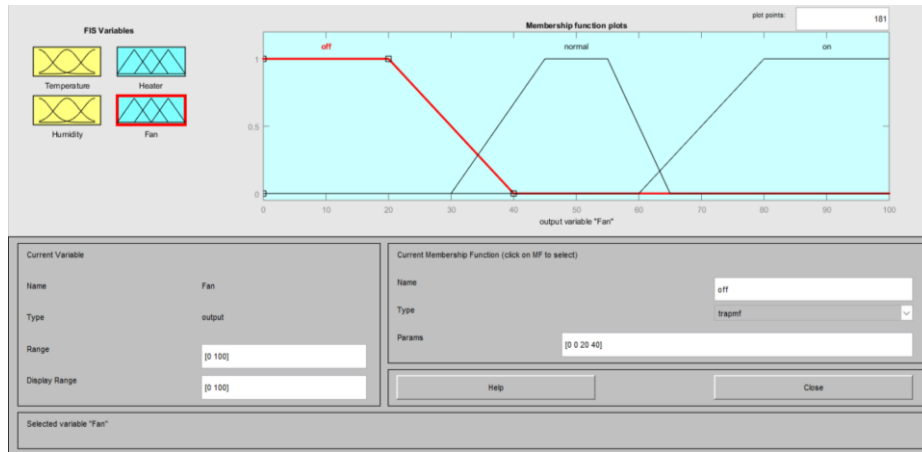 FIS Variables
Temperature
Heater
Humidity
Fan
Membership function plots
plot points:
181
off
normal
on
1
0.5
0
0 10 20 30 40 50 60 70 80 90 100
output variable "Fan"
Current Variable
Name
Fan
Type
output
Range
[0 100]
Display Range
[0 100]
Current Membership Function (click on MF to select)
Name
off
Type
trapmf
Params
[0 0 20 40]
Help
Close
Selected variable "Fan"